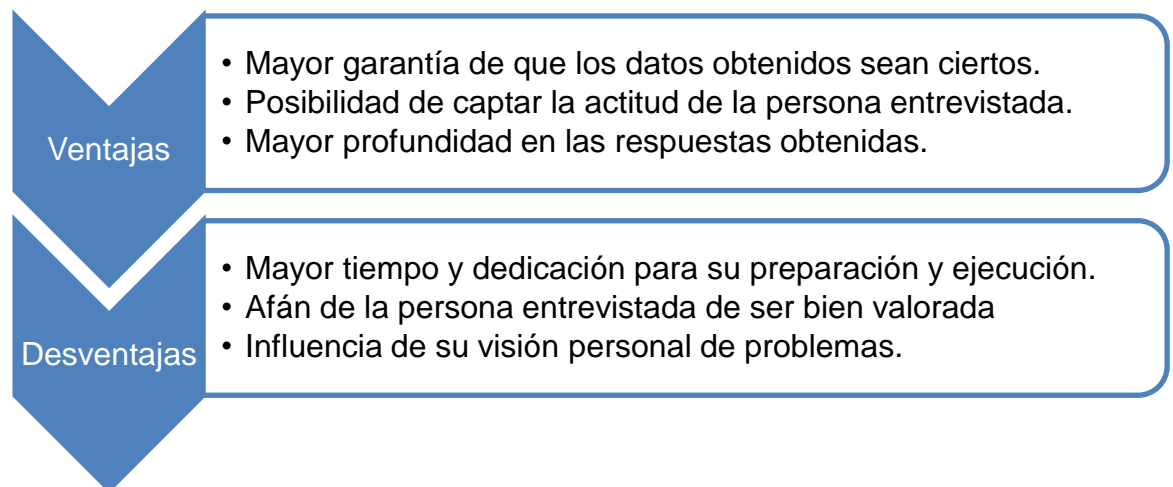 Ventajas
• Mayor garantía de que los datos obtenidos sean ciertos.
• Posibilidad de captar la actitud de la persona entrevistada.
• Mayor profundidad en las respuestas obtenidas.
Desventajas
• Mayor tiempo y dedicación para su preparación y ejecución.
• Afán de la persona entrevistada de ser bien valorada
• Influencia de su visión personal de problemas.